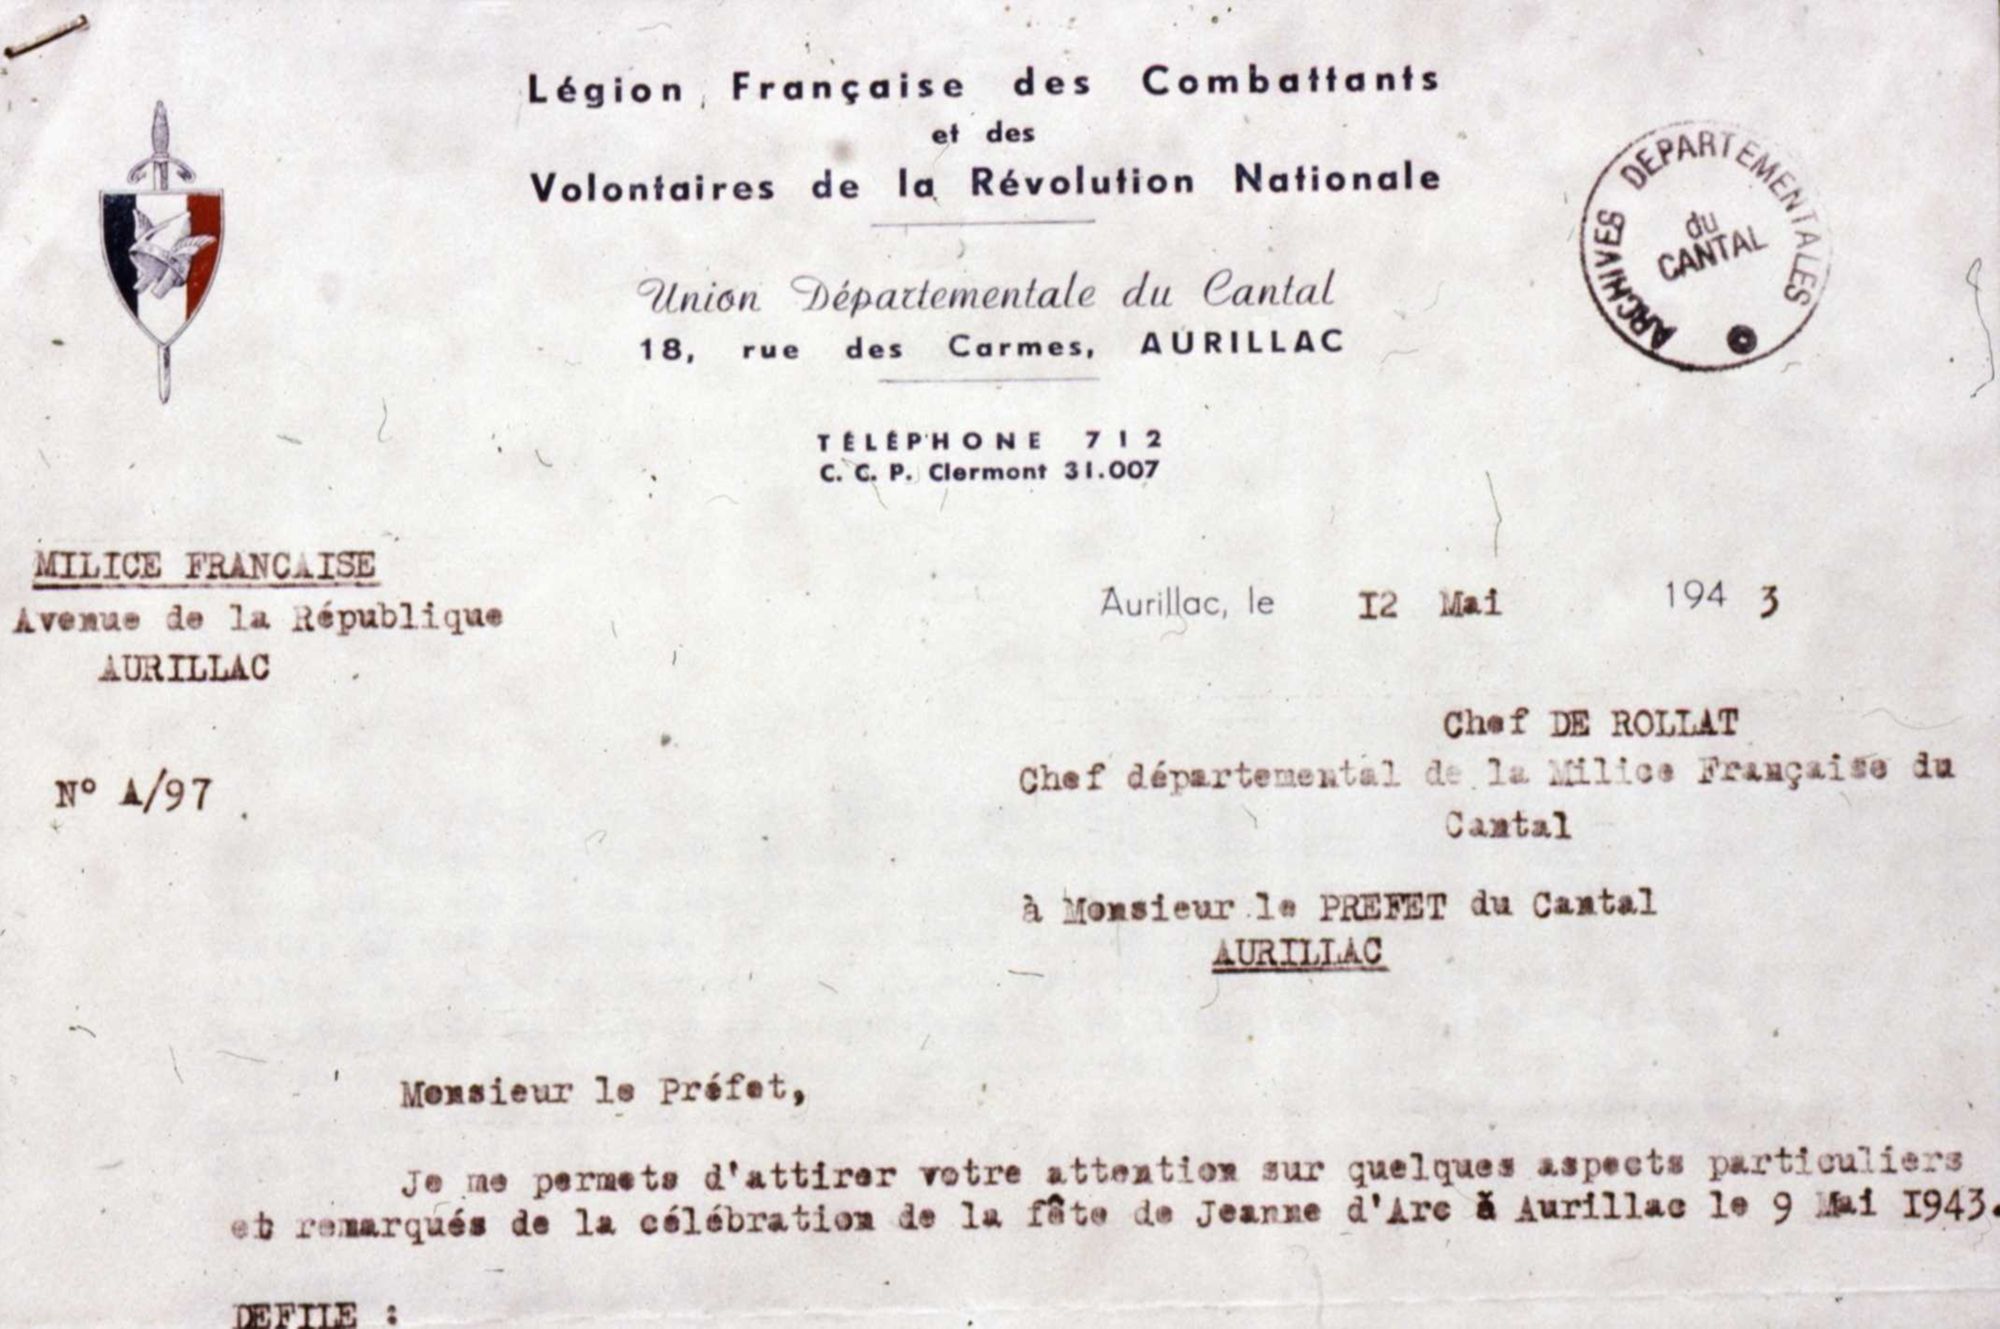 Légion Française des Combattants
et des
Volontaires de la Révolution Nationale
Union Départementale du Cantal
18, rue des Carmes, AURILLAC
TÉLÉPHONE 712
C. C. P. Clermont 31.007
ARCHIVES DEPARTEMENTALES
du
CANTAL
MILICE FRANCAISE
Avenue de la République
AURILLAC
Aurillac, le 12 Mai 1943
N° A/97
Chef DE ROLLAT
Chef départemental de la Milice Française du
Cantal
à Monsieur le PREFET du Cantal
AURILLAC
Monsieur le Préfet,
Je me permets d'attirer votre attention sur quelques aspects particuliers
et remarqués de la célébration de la fête de Jeanne d'Arc à Aurillac le 9 Mai 1943.
DEFILE :